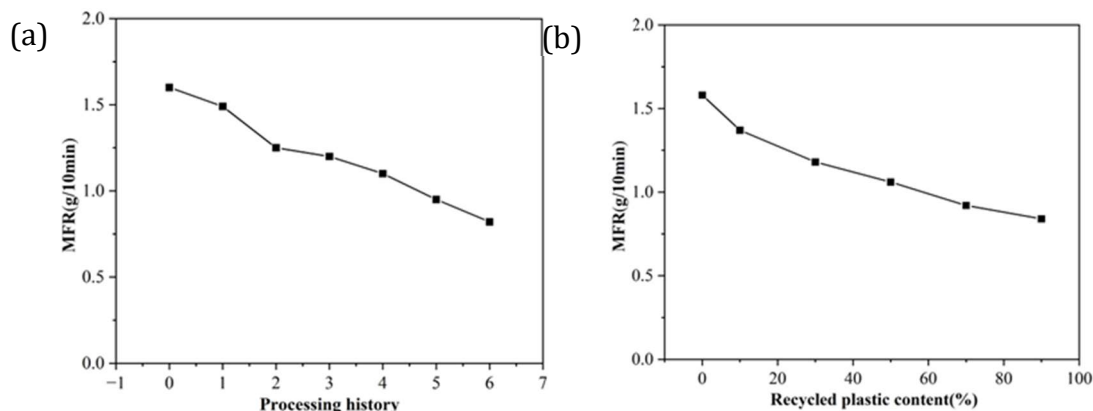 (a)
2.0
1.5
1.0
0.5
0.0
MFR(g/10min)
−1 0 1 2 3 4 5 6 7
Processing history
(b)
2.0
1.5
1.0
0.5
0.0
MFR(g/10min)
0 20 40 60 80 100
Recycled plastic content(%)